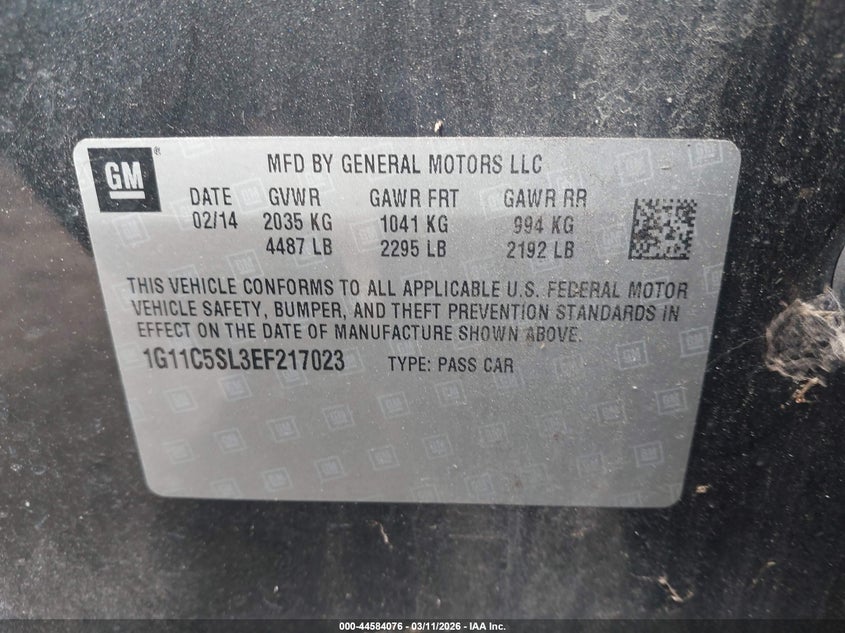 GM
MFD BY GENERAL MOTORS LLC
DATE GVWR GAWR FRT GAWR RR
02/14 2035 KG 1041 KG 994 KG
4487 LB 2295 LB 2192 LB
THIS VEHICLE CONFORMS TO ALL APPLICABLE U.S. FEDERAL MOTOR
VEHICLE SAFETY, BUMPER, AND THEFT PREVENTION STANDARDS IN
EFFECT ON THE DATE OF MANUFACTURE SHOWN ABOVE.
1G11C5SL3EF217023 TYPE: PASS CAR
000-44584076 - 03/11/2026 - IAA Inc.